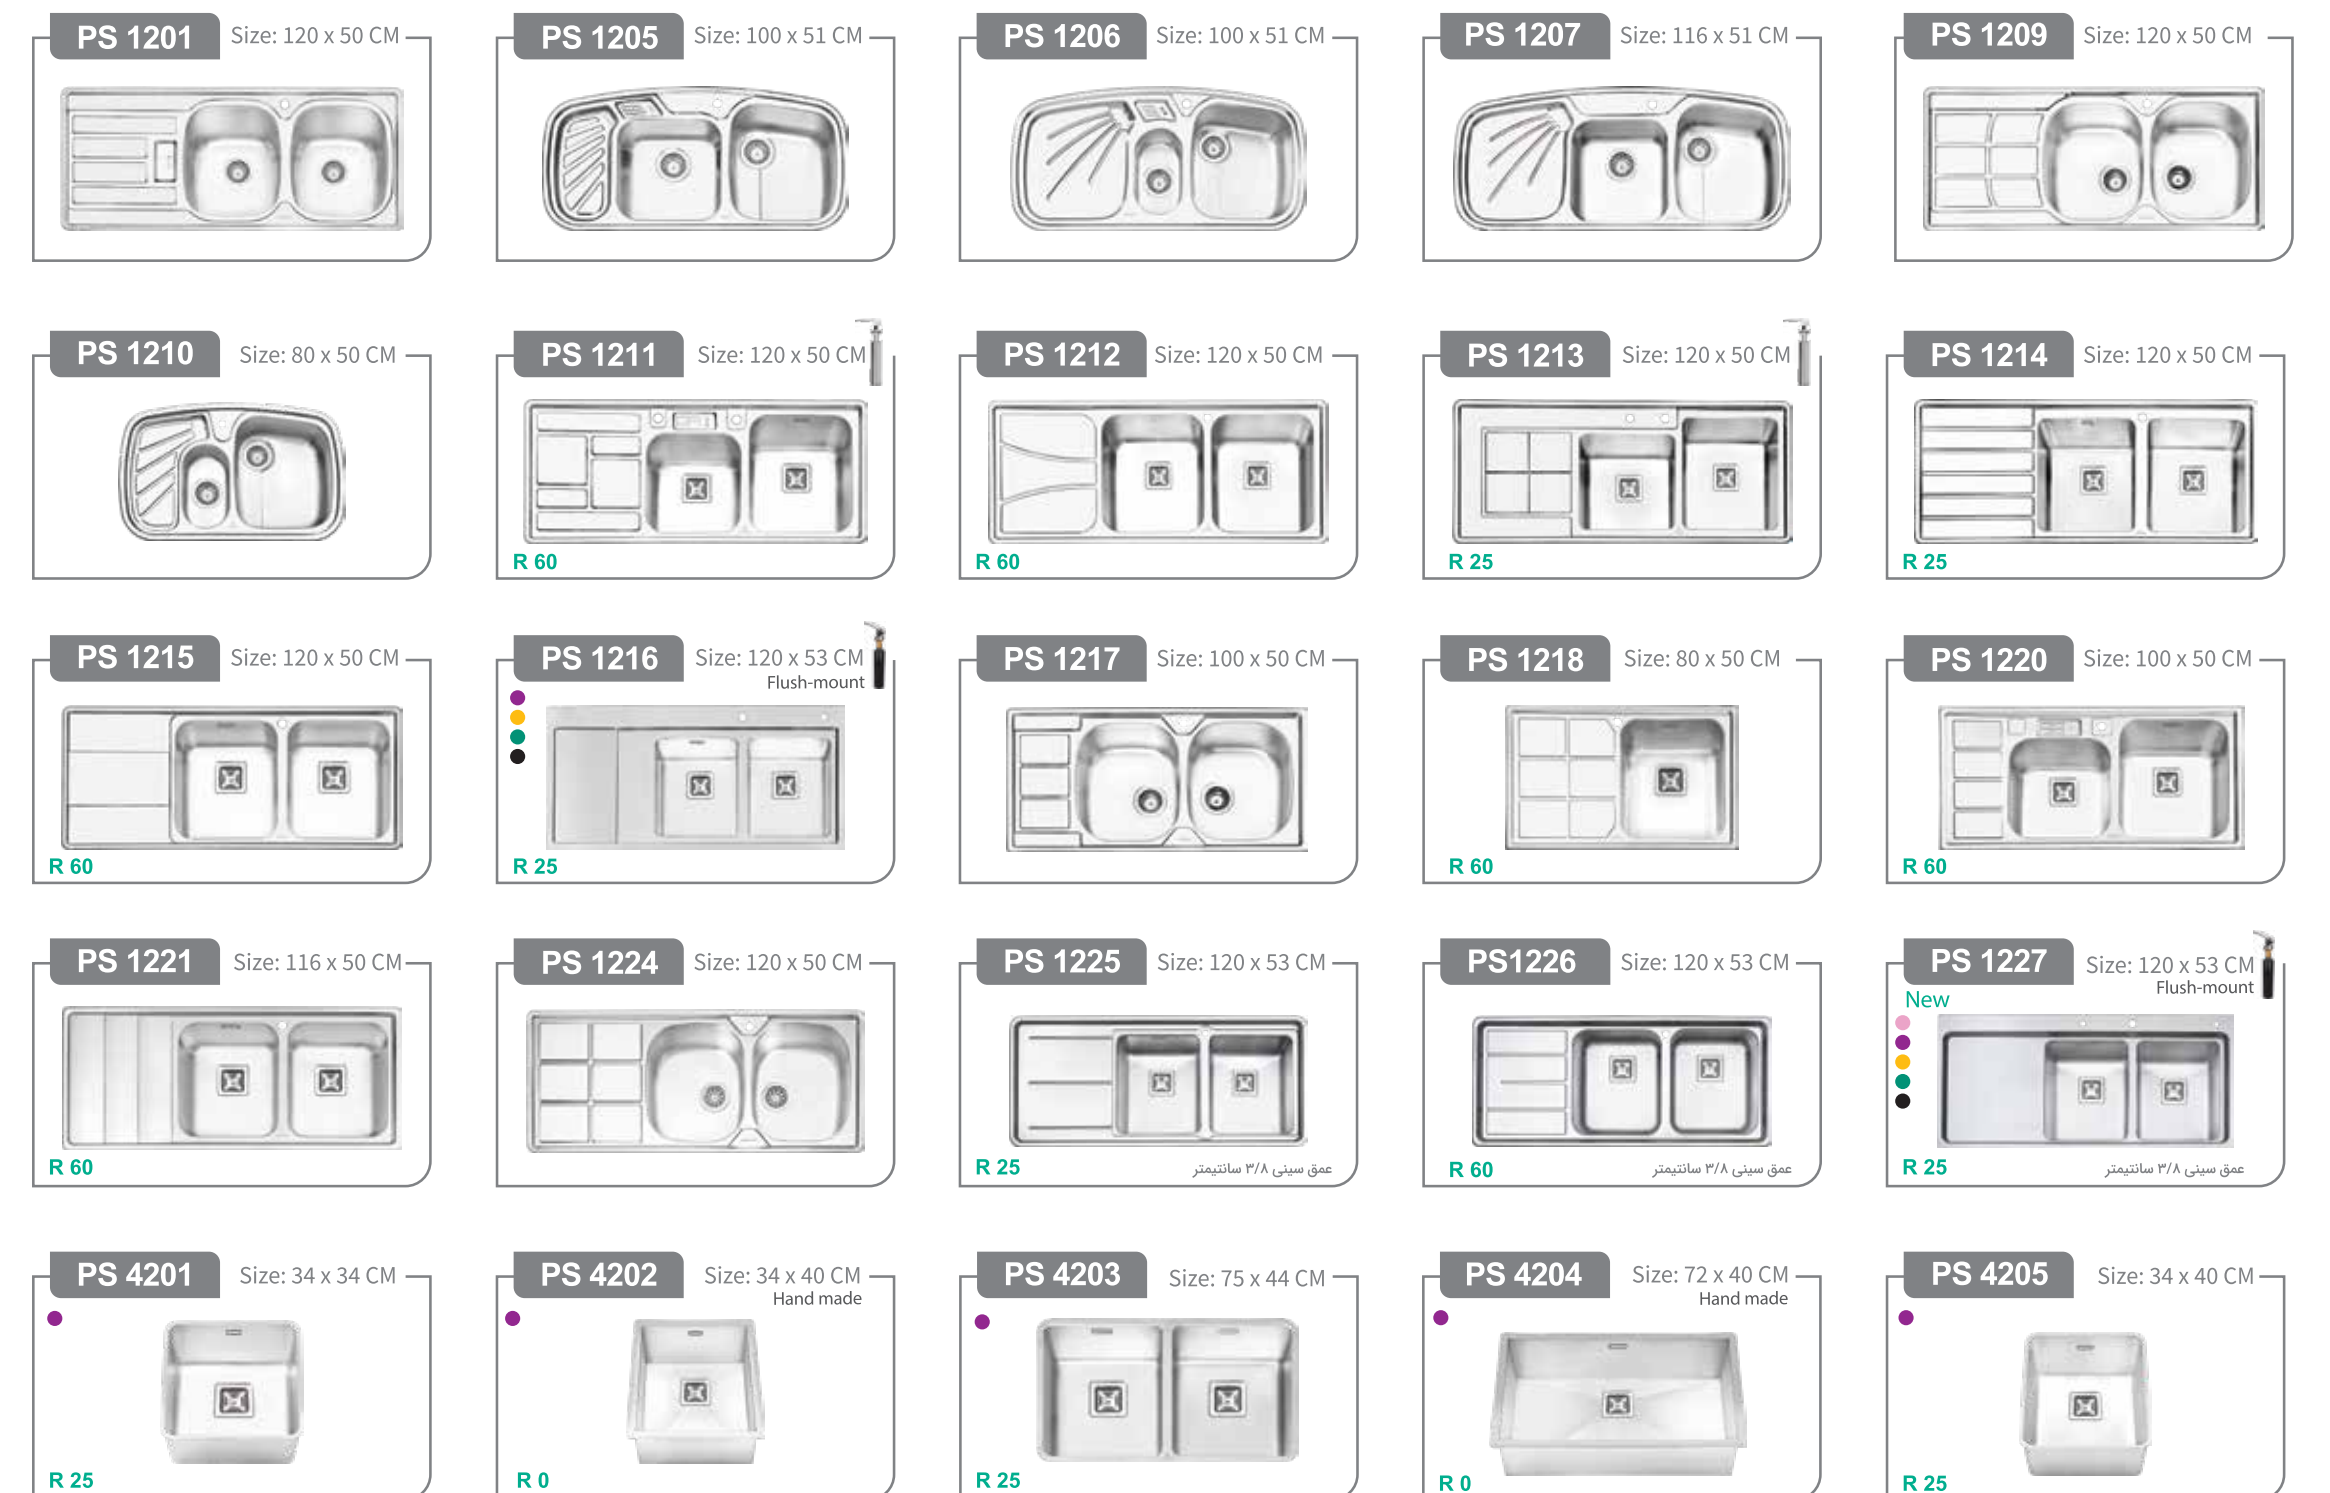 PS 1201 Size: 120 x 50 CM
PS 1205 Size: 100 x 51 CM
PS 1206 Size: 100 x 51 CM
PS 1207 Size: 116 x 51 CM
PS 1209 Size: 120 x 50 CM
PS 1210 Size: 80 x 50 CM
PS 1211 Size: 120 x 50 CM
R 60
PS 1212 Size: 120 x 50 CM
R 60
PS 1213 Size: 120 x 50 CM
R 25
PS 1214 Size: 120 x 50 CM
R 25
PS 1215 Size: 120 x 50 CM
R 60
PS 1216 Size: 120 x 53 CM
Flush-mount
R 25
PS 1217 Size: 100 x 50 CM
PS 1218 Size: 80 x 50 CM
R 60
PS 1220 Size: 100 x 50 CM
R 60
PS 1221 Size: 116 x 50 CM
R 60
PS 1224 Size: 120 x 50 CM
PS 1225 Size: 120 x 53 CM
R 25 عمق سینی ۳/۸ سانتیمتر
PS1226 Size: 120 x 53 CM
R 60 عمق سینی ۳/۸ سانتیمتر
PS 1227 Size: 120 x 53 CM
Flush-mount
New
R 25 عمق سینی ۳/۸ سانتیمتر
PS 4201 Size: 34 x 34 CM
R 25
PS 4202 Size: 34 x 40 CM
Hand made
R 0
PS 4203 Size: 75 x 44 CM
R 25
PS 4204 Size: 72 x 40 CM
Hand made
R 0
PS 4205 Size: 34 x 40 CM
R 25